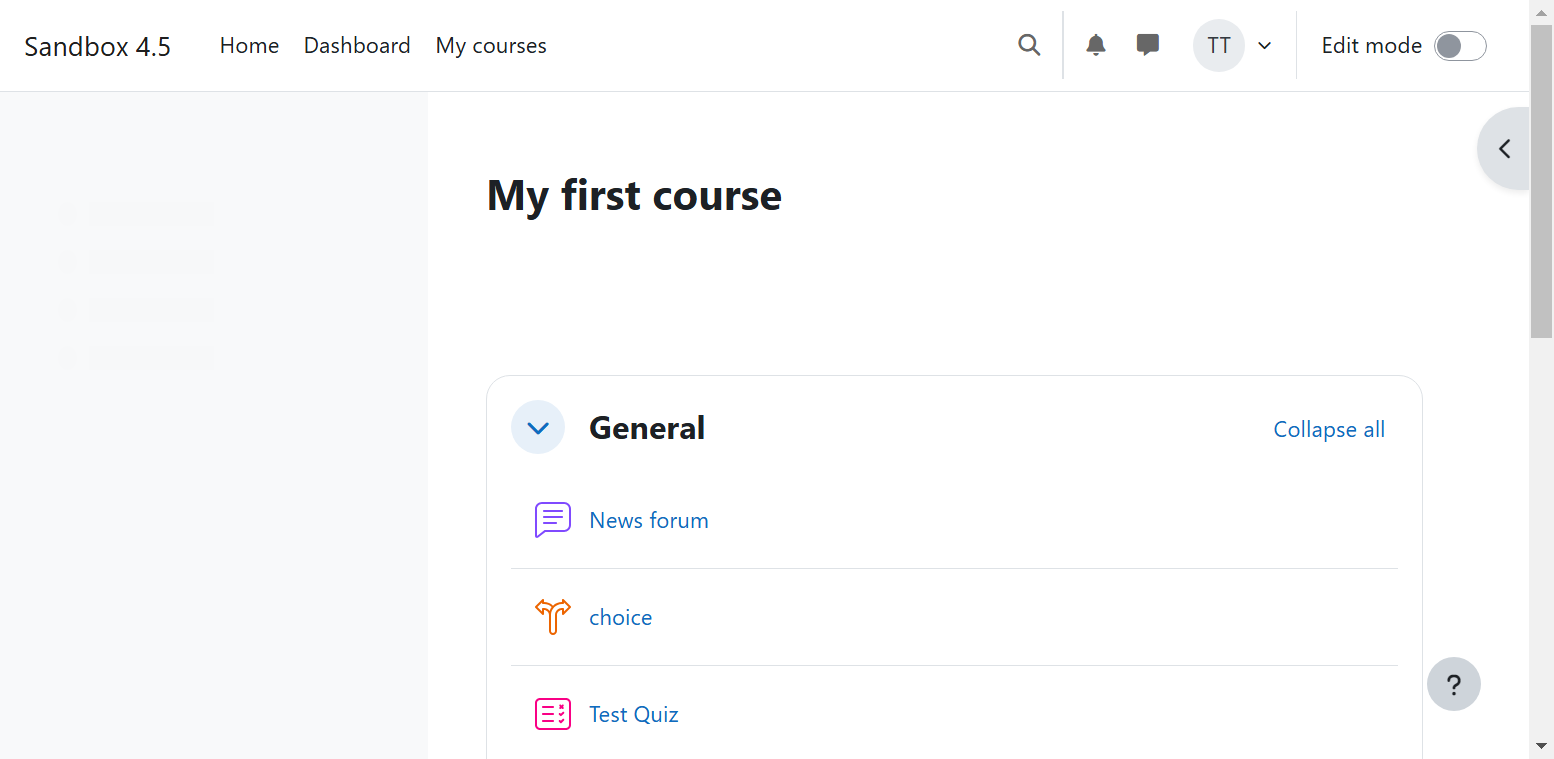 Sandbox 4.5 Home Dashboard My courses TT Edit mode
My first course
General Collapse all
News forum
choice
Test Quiz
?